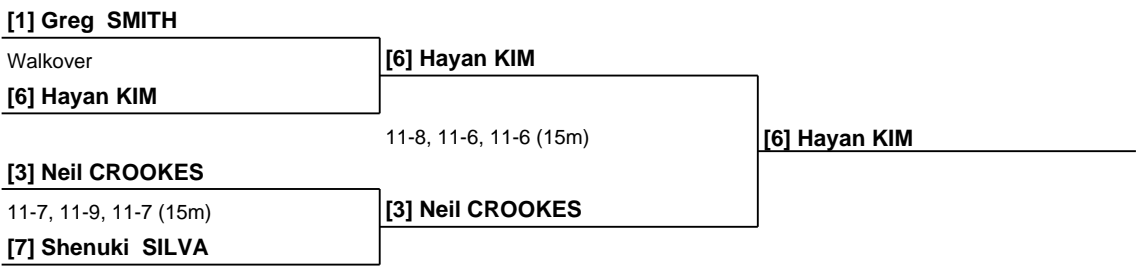 [1] Greg SMITH
Walkover
[6] Hayan KIM
[6] Hayan KIM
11-8, 11-6, 11-6 (15m)
[6] Hayan KIM
[3] Neil CROOKES
11-7, 11-9, 11-7 (15m)
[3] Neil CROOKES
[7] Shenuki SILVA